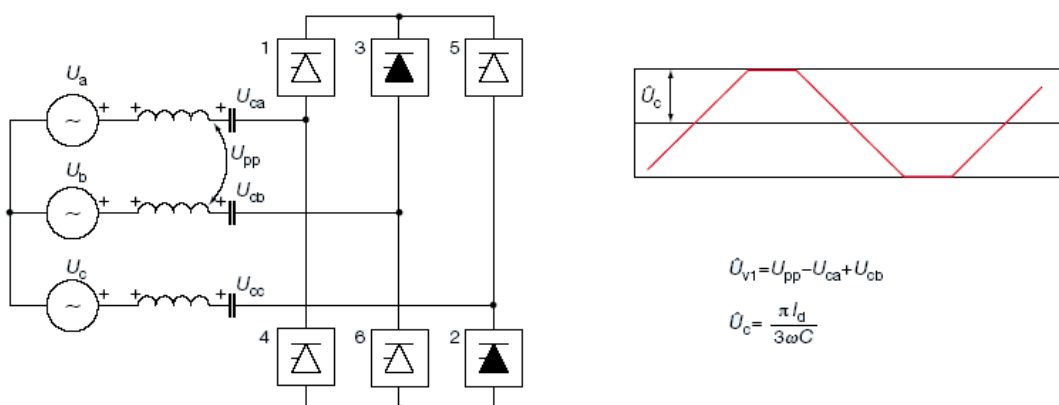 1
3
5
U_a
+
+
+
U_ca
~
U_pp
U_b
+
+
+
U_cb
~
U_c
+
+
+
U_cc
~
4
6
2
Û_c
Û_v1=U_pp–U_ca+U_cb
Û_c= π I_d / 3ωC